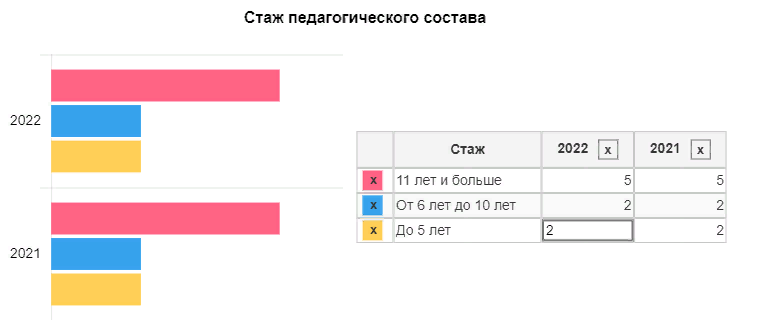 Стаж педагогического состава
2022
2021
Стаж 2022 x 2021 x
x 11 лет и больше 5 5
x От 6 лет до 10 лет 2 2
x До 5 лет 2 2